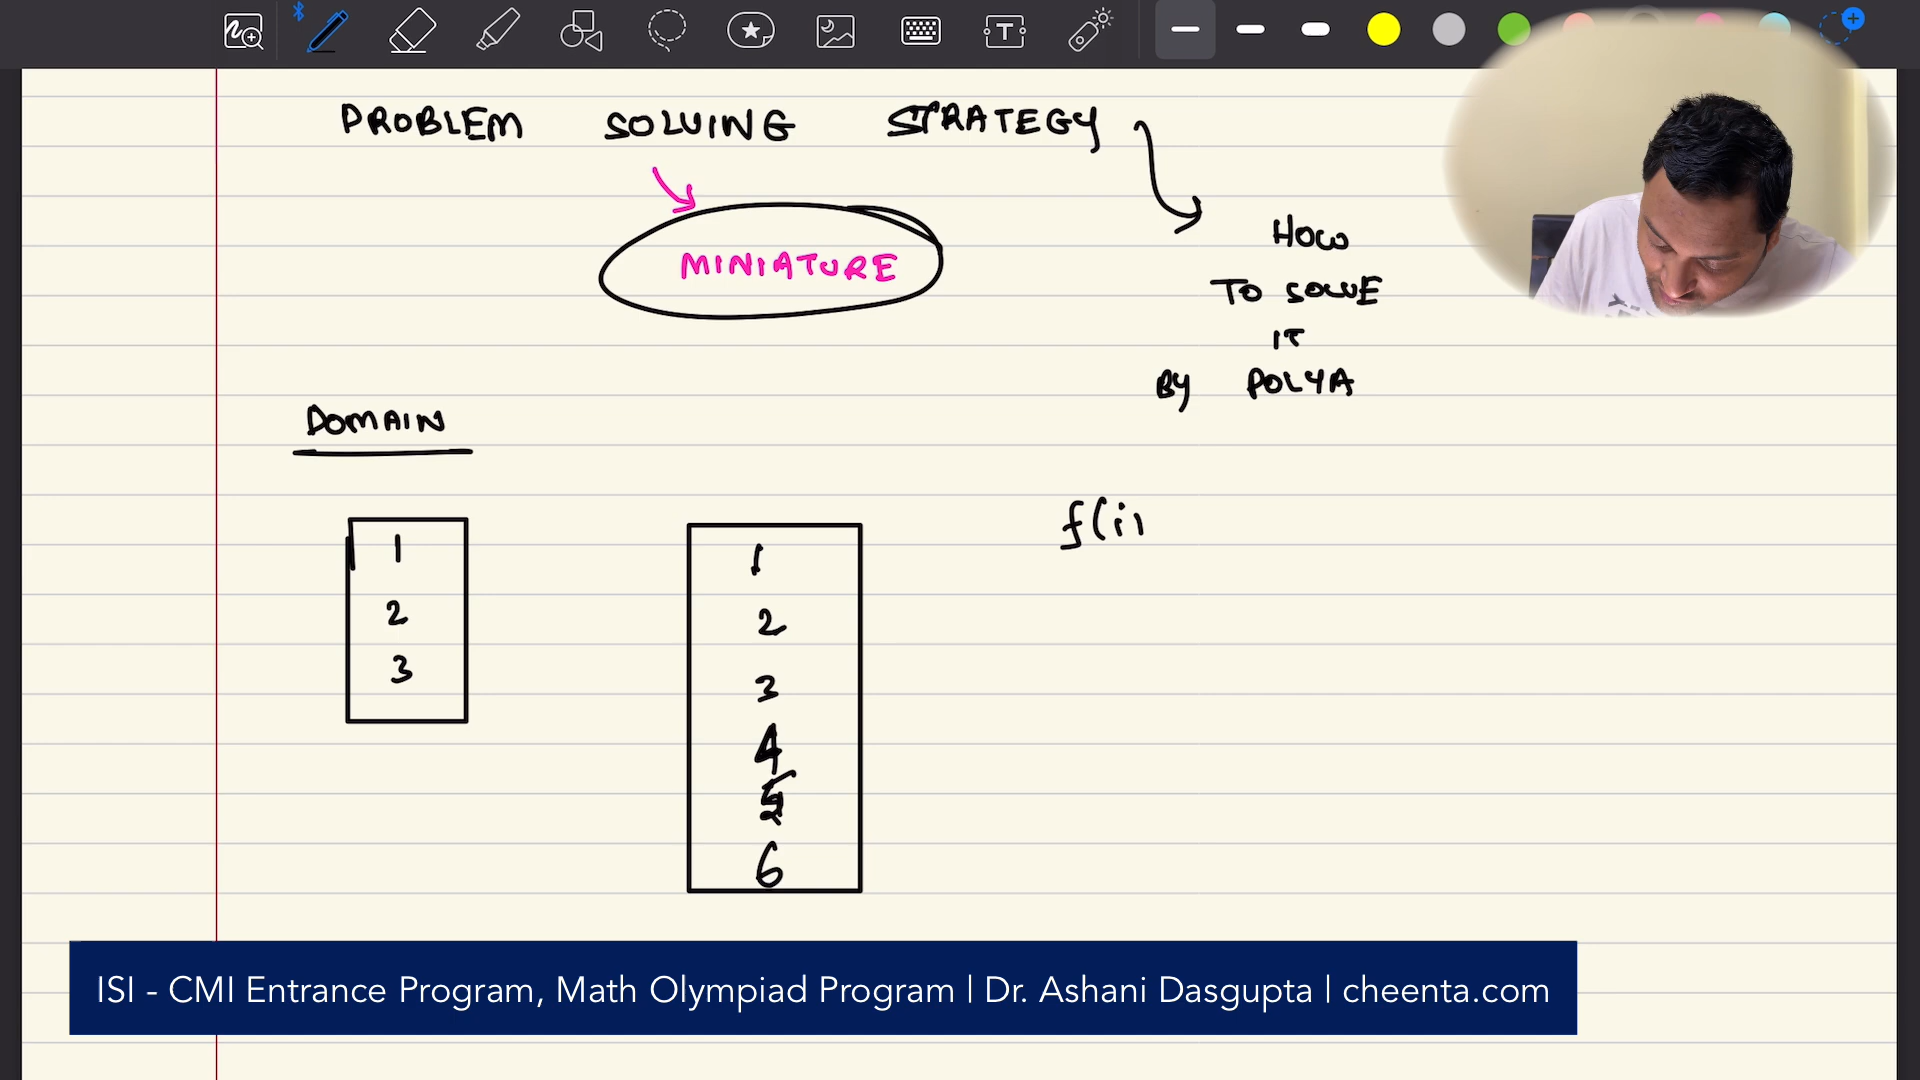 PROBLEM SOLVING STRATEGY
MINIATURE
HOW
TO SOLVE
IT
BY POLYA
DOMAIN
1
2
3
1
2
3
4
5
6
f(i)
ISI - CMI Entrance Program, Math Olympiad Program | Dr. Ashani Dasgupta | cheenta.com